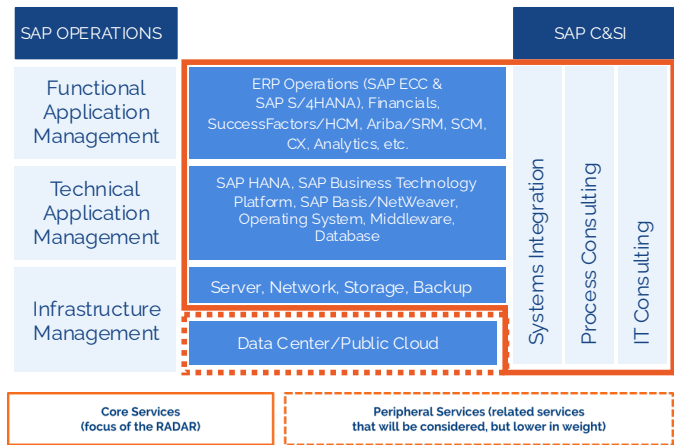 SAP OPERATIONS
SAP C&SI
Functional
Application
Management
ERP Operations (SAP ECC &
SAP S/4HANA), Financials,
SuccessFactors/HCM, Ariba/SRM, SCM,
CX, Analytics, etc.
Technical
Application
Management
SAP HANA, SAP Business Technology
Platform, SAP Basis/NetWeaver,
Operating System, Middleware,
Database
Infrastructure
Management
Server, Network, Storage, Backup
Data Center/Public Cloud
Systems Integration
Process Consulting
IT Consulting
Core Services
(focus of the RADAR)
Peripheral Services (related services
that will be considered, but lower in weight)